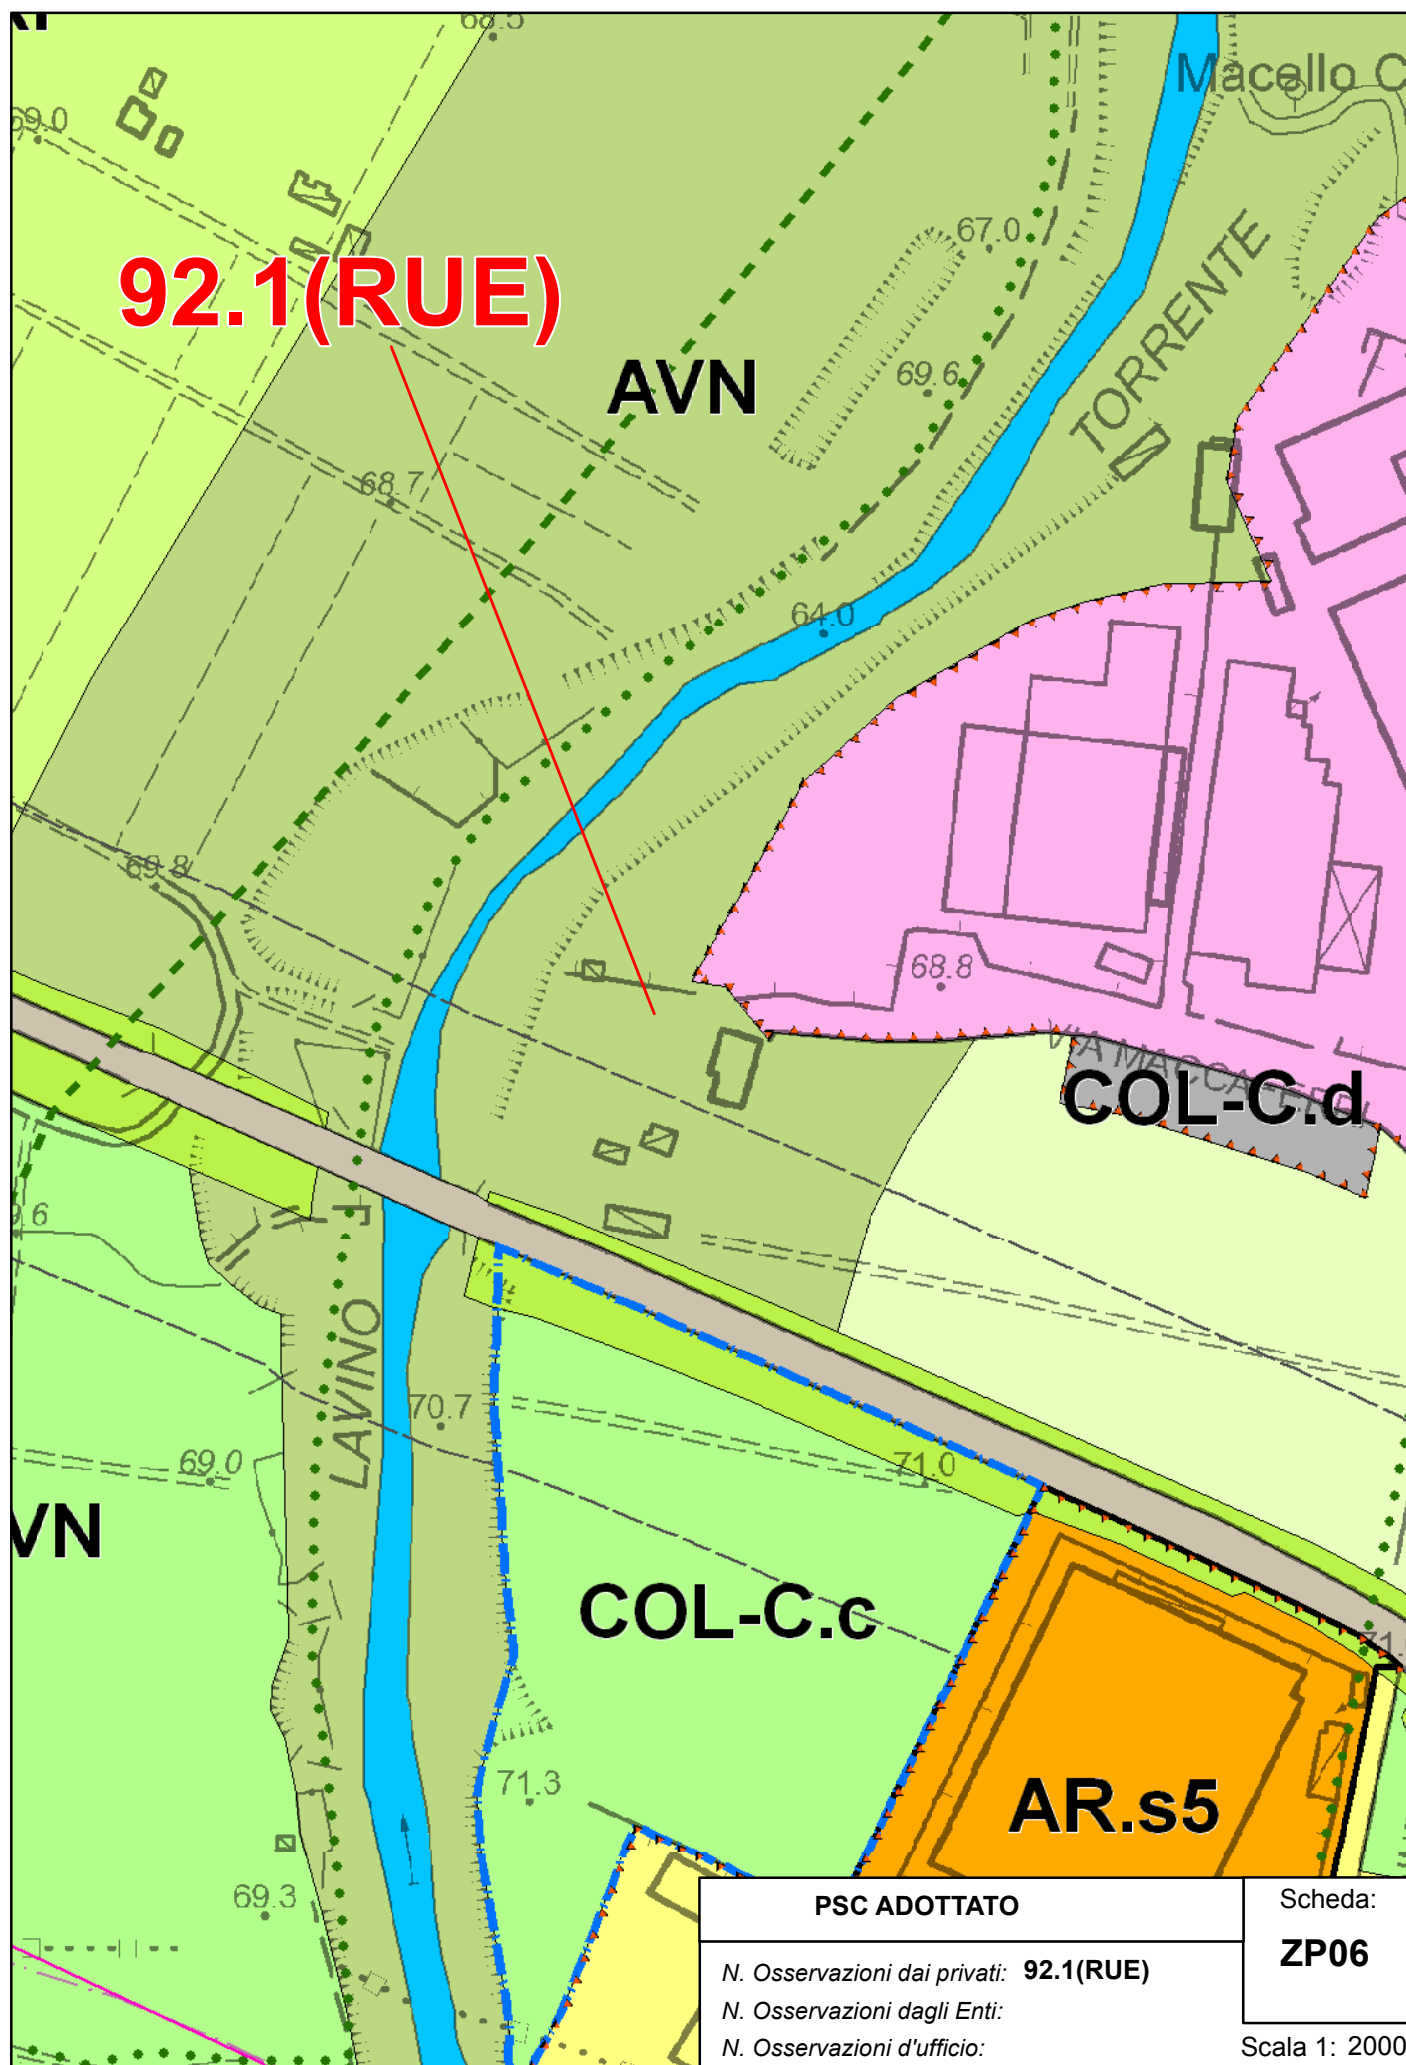 68.5
Macello C
69.0
67.0
92.1(RUE)
TORRENTE
AVN
69.6
68.7
64.0
69.8
68.8
VIA MACCAFERRI
COL-C.d
LAVINO
70.7
69.0
71.0
VN
COL-C.c
71.3
AR.s5
69.3
PSC ADOTTATO
Scheda:
ZP06
N. Osservazioni dai privati: 92.1(RUE)
N. Osservazioni dagli Enti:
N. Osservazioni d'ufficio:
Scala 1: 2000